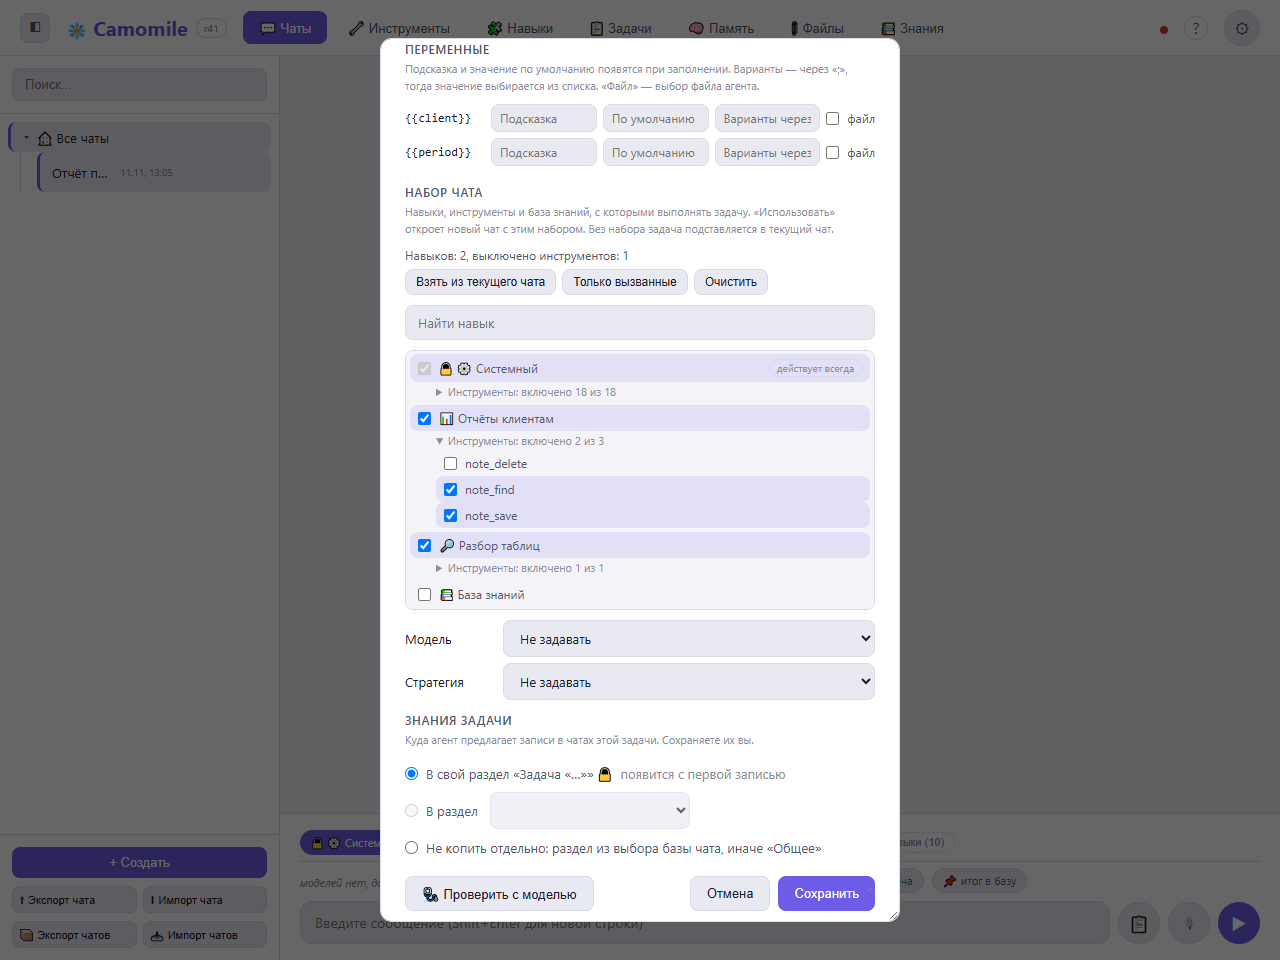 Camomile
r41
Чаты
Инструменты
Навыки
Задачи
Память
Файлы
Знания
?
Поиск...
Все чаты
Отчёт п...
11.11, 13:05
+ Создать
Экспорт чата
Импорт чата
Экспорт чатов
Импорт чатов
ПЕРЕМЕННЫЕ
Подсказка и значение по умолчанию появятся при заполнении. Варианты — через «;»,
тогда значение выбирается из списка. «Файл» — выбор файла агента.
{{client}} Подсказка По умолчанию Варианты через файл
{{period}} Подсказка По умолчанию Варианты через файл
НАБОР ЧАТА
Навыки, инструменты и база знаний, с которыми выполнять задачу. «Использовать»
откроет новый чат с этим набором. Без набора задача подставляется в текущий чат.
Навыков: 2, выключено инструментов: 1
Взять из текущего чата Только вызванные Очистить
Найти навык
Системный действует всегда
Инструменты: включено 18 из 18
Отчёты клиентам
Инструменты: включено 2 из 3
note_delete
note_find
note_save
Разбор таблиц
Инструменты: включено 1 из 1
База знаний
Модель Не задавать
Стратегия Не задавать
ЗНАНИЯ ЗАДАЧИ
Куда агент предлагает записи в чатах этой задачи. Сохраняете их вы.
В свой раздел «Задача «...»» появится с первой записью
В раздел
Не копить отдельно: раздел из выбора базы чата, иначе «Общее»
Проверить с моделью Отмена Сохранить
Систем
выки (10)
моделей нет, до
ча
итог в базу
Введите сообщение (Shift+Enter для новой строки)